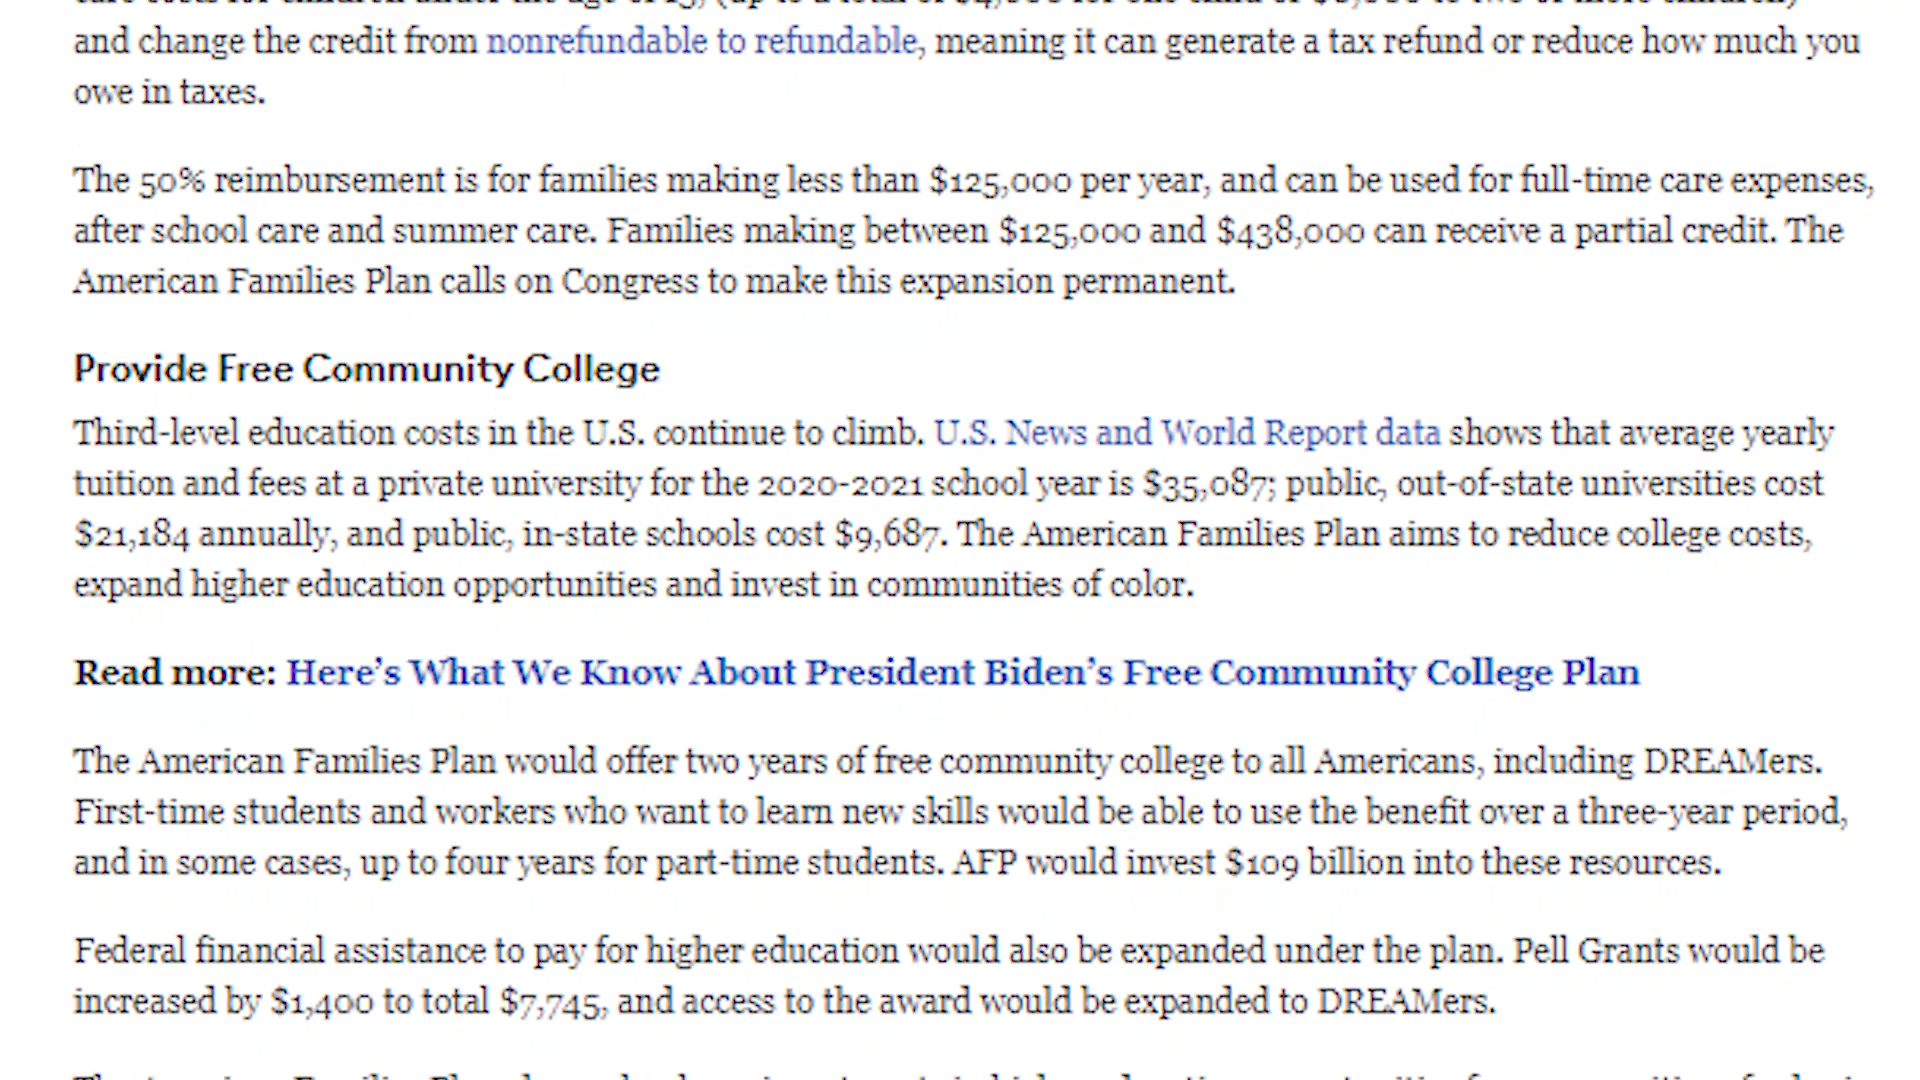 and change the credit from nonrefundable to refundable, meaning it can generate a tax refund or reduce how much you
owe in taxes.
The 50% reimbursement is for families making less than $125,000 per year, and can be used for full-time care expenses,
after school care and summer care. Families making between $125,000 and $438,000 can receive a partial credit. The
American Families Plan calls on Congress to make this expansion permanent.
Provide Free Community College
Third-level education costs in the U.S. continue to climb. U.S. News and World Report data shows that average yearly
tuition and fees at a private university for the 2020-2021 school year is $35,087; public, out-of-state universities cost
$21,184 annually, and public, in-state schools cost $9,687. The American Families Plan aims to reduce college costs,
expand higher education opportunities and invest in communities of color.
Read more: Here’s What We Know About President Biden’s Free Community College Plan
The American Families Plan would offer two years of free community college to all Americans, including DREAMers.
First-time students and workers who want to learn new skills would be able to use the benefit over a three-year period,
and in some cases, up to four years for part-time students. AFP would invest $109 billion into these resources.
Federal financial assistance to pay for higher education would also be expanded under the plan. Pell Grants would be
increased by $1,400 to total $7,745, and access to the award would be expanded to DREAMers.